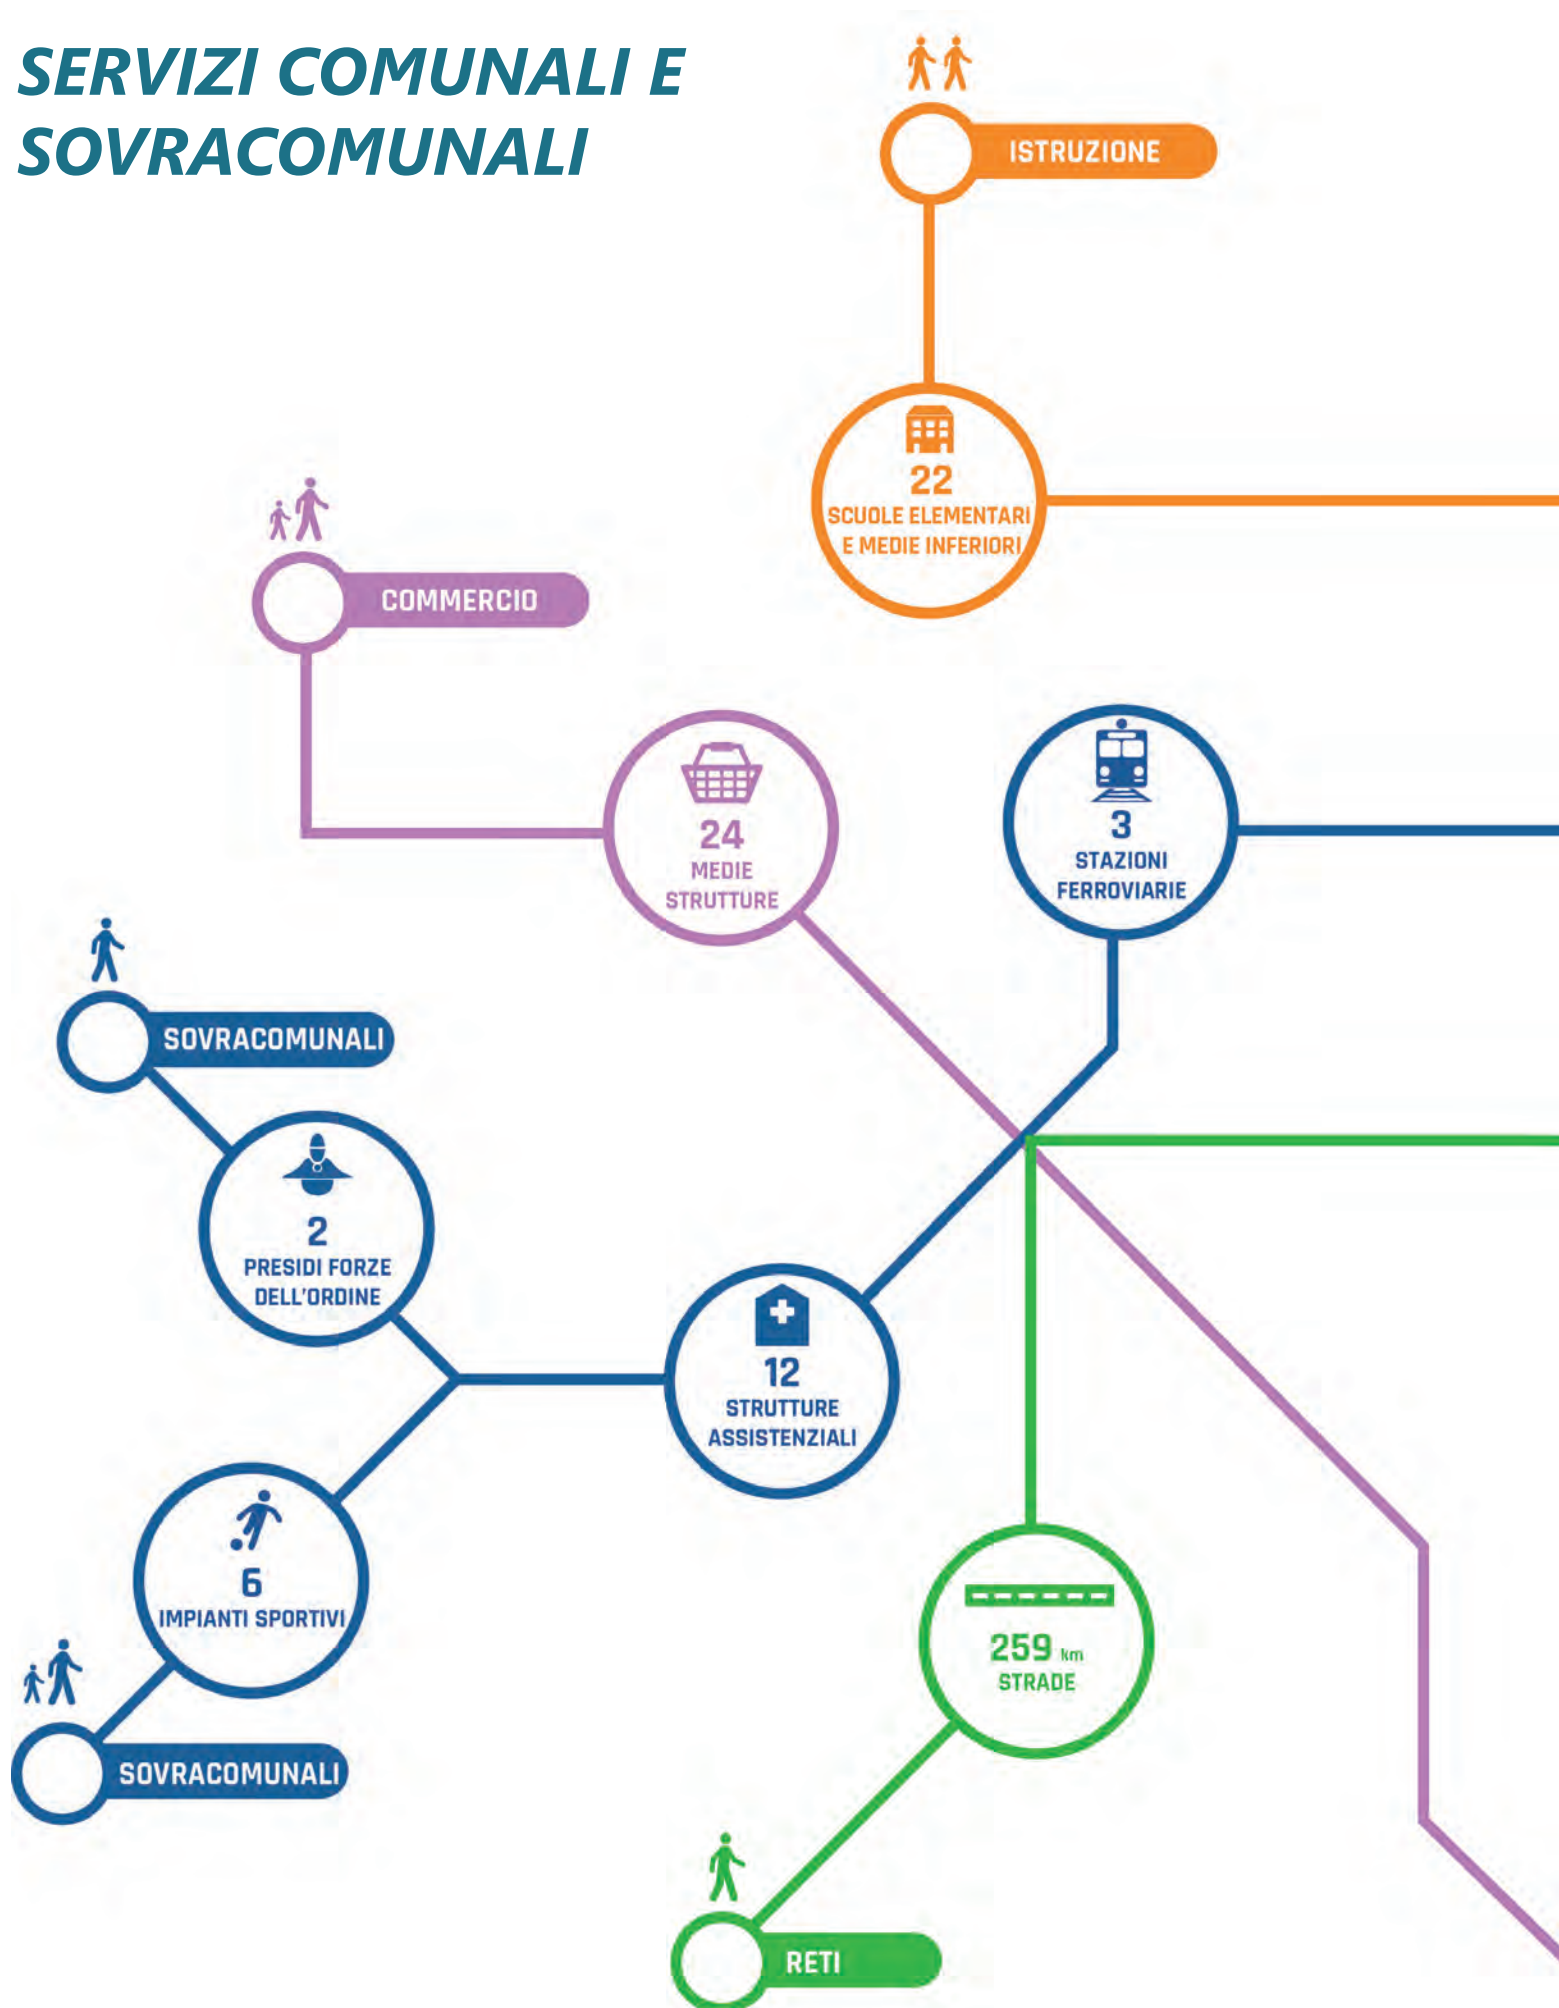 SERVIZI COMUNALI E
SOVRACOMUNALI
ISTRUZIONE
22
SCUOLE ELEMENTARI
E MEDIE INFERIORI
COMMERCIO
24
MEDIE
STRUTTURE
3
STAZIONI
FERROVIARIE
SOVRACOMUNALI
2
PRESIDI FORZE
DELL'ORDINE
12
STRUTTURE
ASSISTENZIALI
6
IMPIANTI SPORTIVI
SOVRACOMUNALI
259 km
STRADE
RETI